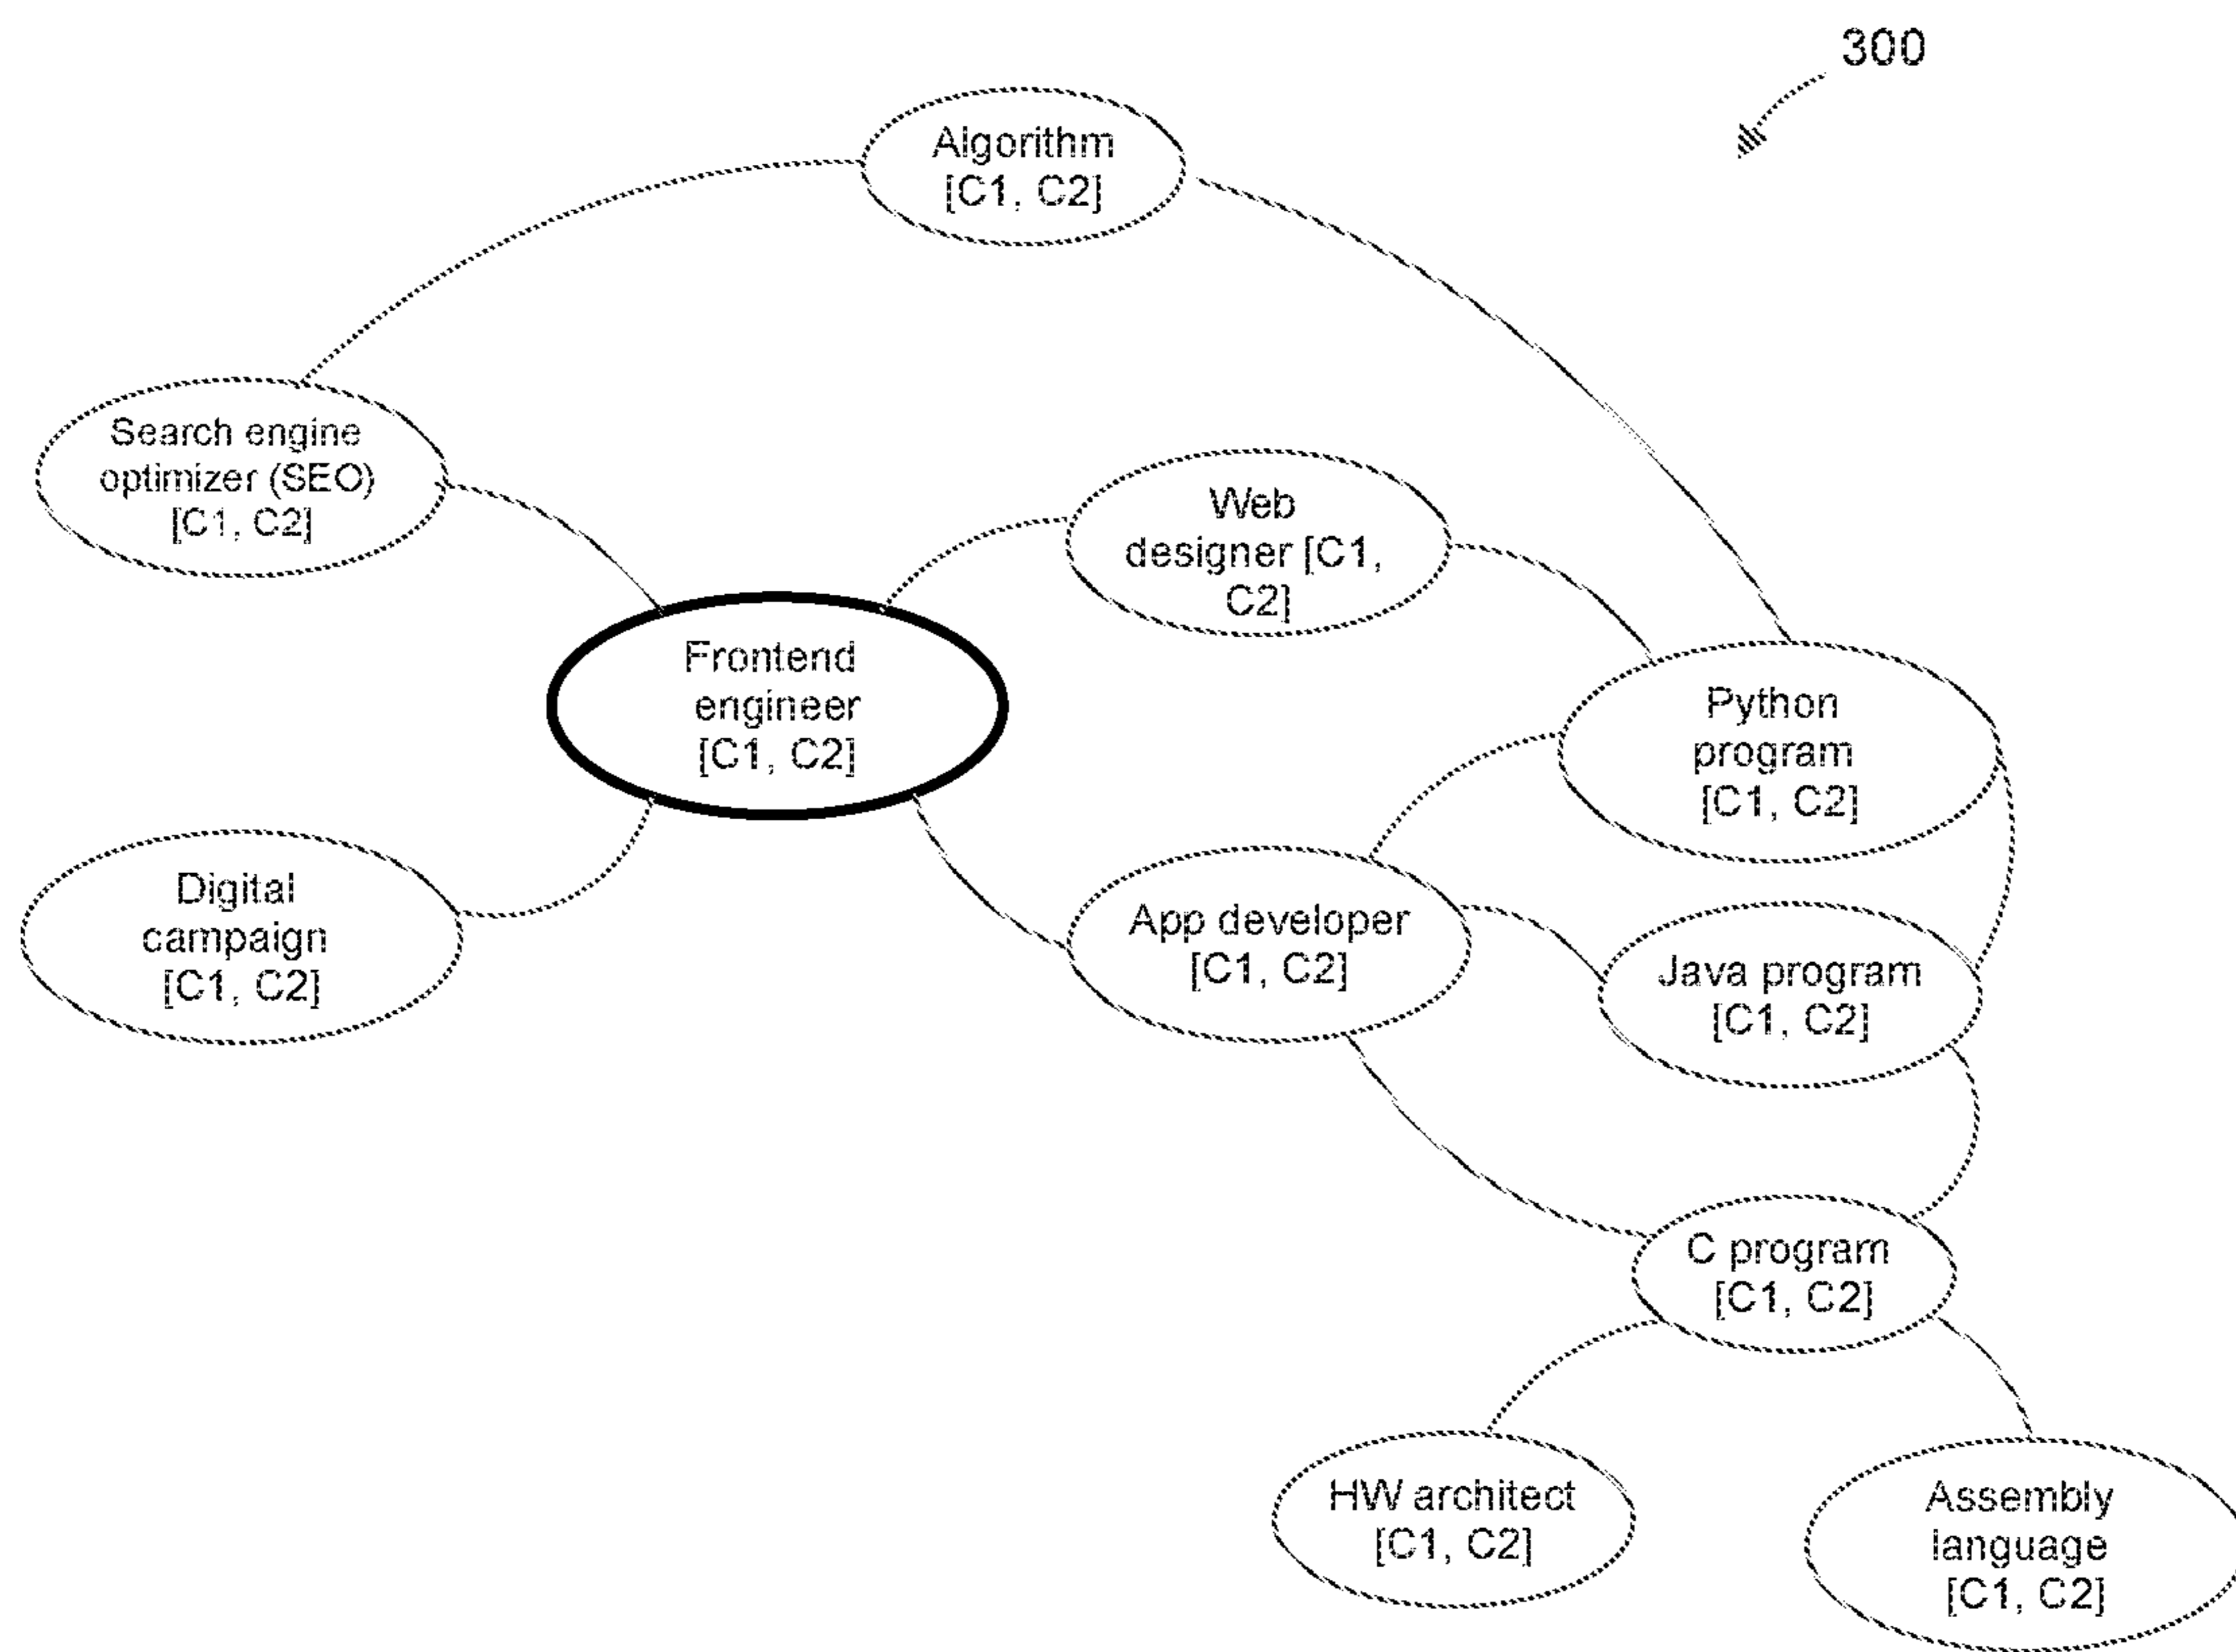 300
Algorithm
[C1, C2]
Search engine
optimizer (SEO)
[C1, C2]
Web
designer [C1,
C2]
Frontend
engineer
[C1, C2]
Python
program
[C1, C2]
Digital
campaign
[C1, C2]
App developer
[C1, C2]
Java program
[C1, C2]
C program
[C1, C2]
HW architect
[C1, C2]
Assembly
language
[C1, C2]